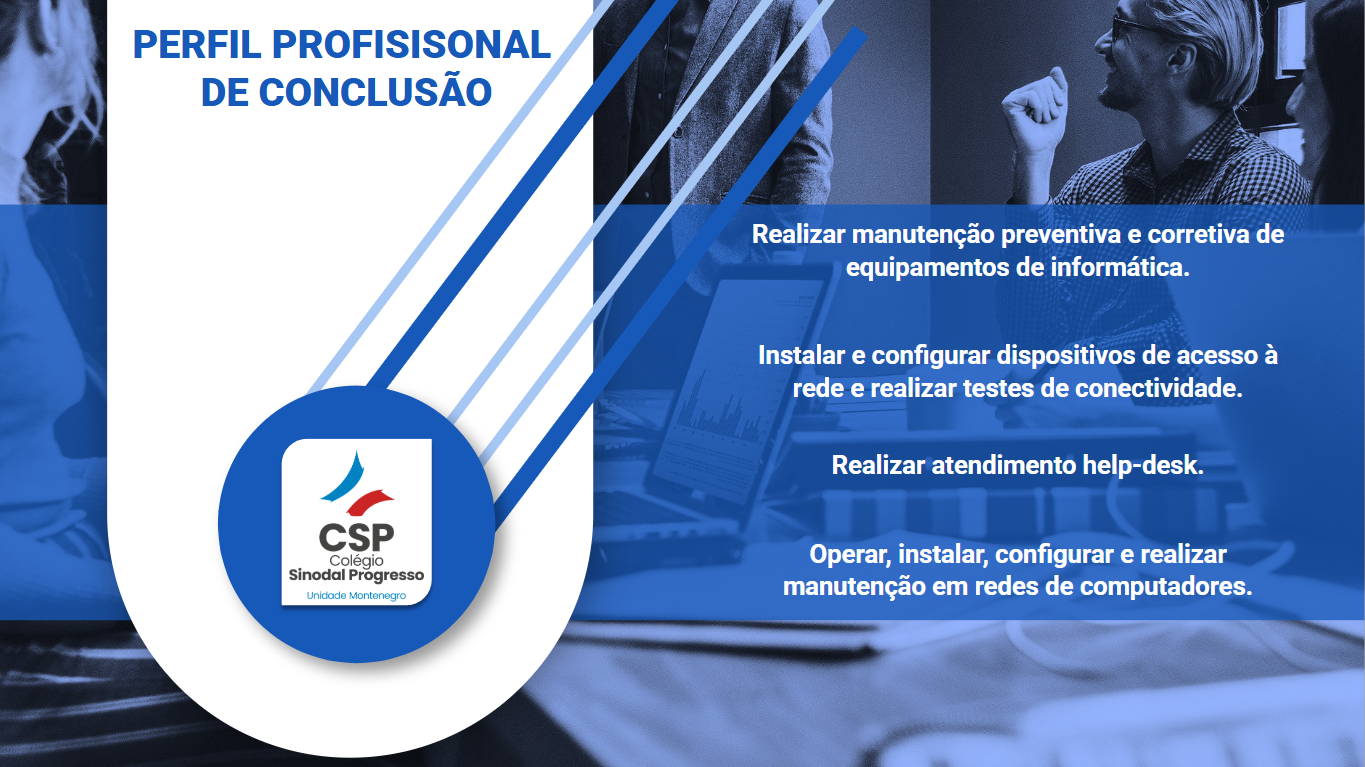 PERFIL PROFISISONAL
DE CONCLUSÃO
Realizar manutenção preventiva e corretiva de
equipamentos de informática.
Instalar e configurar dispositivos de acesso à
rede e realizar testes de conectividade.
Realizar atendimento help-desk.
Operar, instalar, configurar e realizar
manutenção em redes de computadores.
CSP
Colégio
Sinodal Progresso
Unidade Montenegro